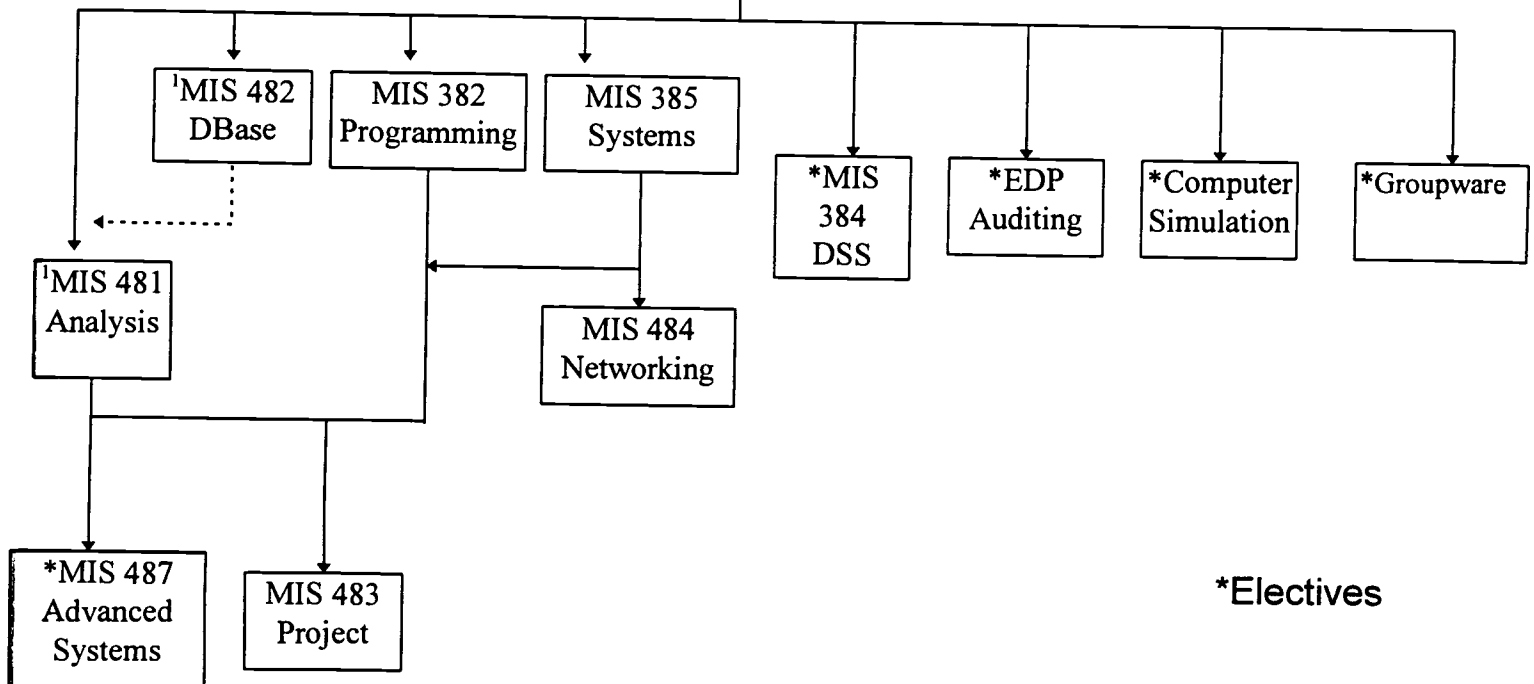 ¹MIS 482
DBase
MIS 382
Programming
MIS 385
Systems
*MIS
384
DSS
*EDP
Auditing
*Computer
Simulation
*Groupware
¹MIS 481
Analysis
MIS 484
Networking
*MIS 487
Advanced
Systems
MIS 483
Project
*Electives